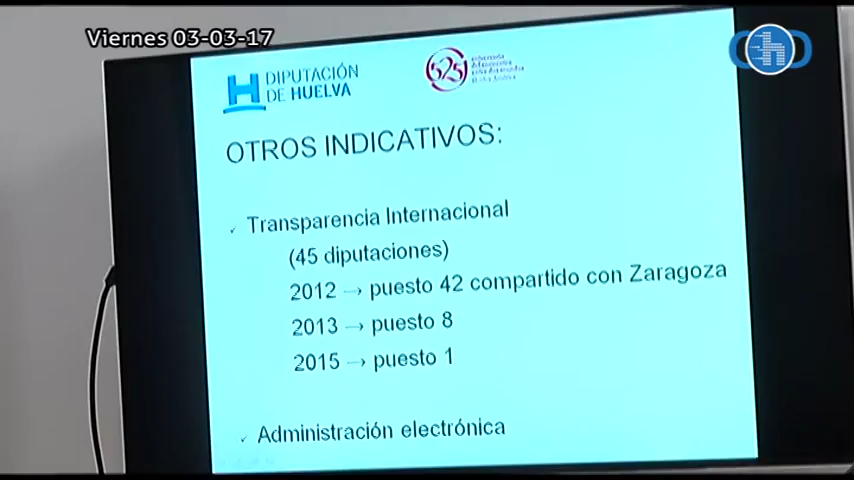 Viernes 03-03-17
DIPUTACIÓN
DE HUELVA
525
OTROS INDICATIVOS:
✓ Transparencia Internacional
(45 diputaciones)
2012 → puesto 42 compartido con Zaragoza
2013 → puesto 8
2015 → puesto 1
✓ Administración electrónica